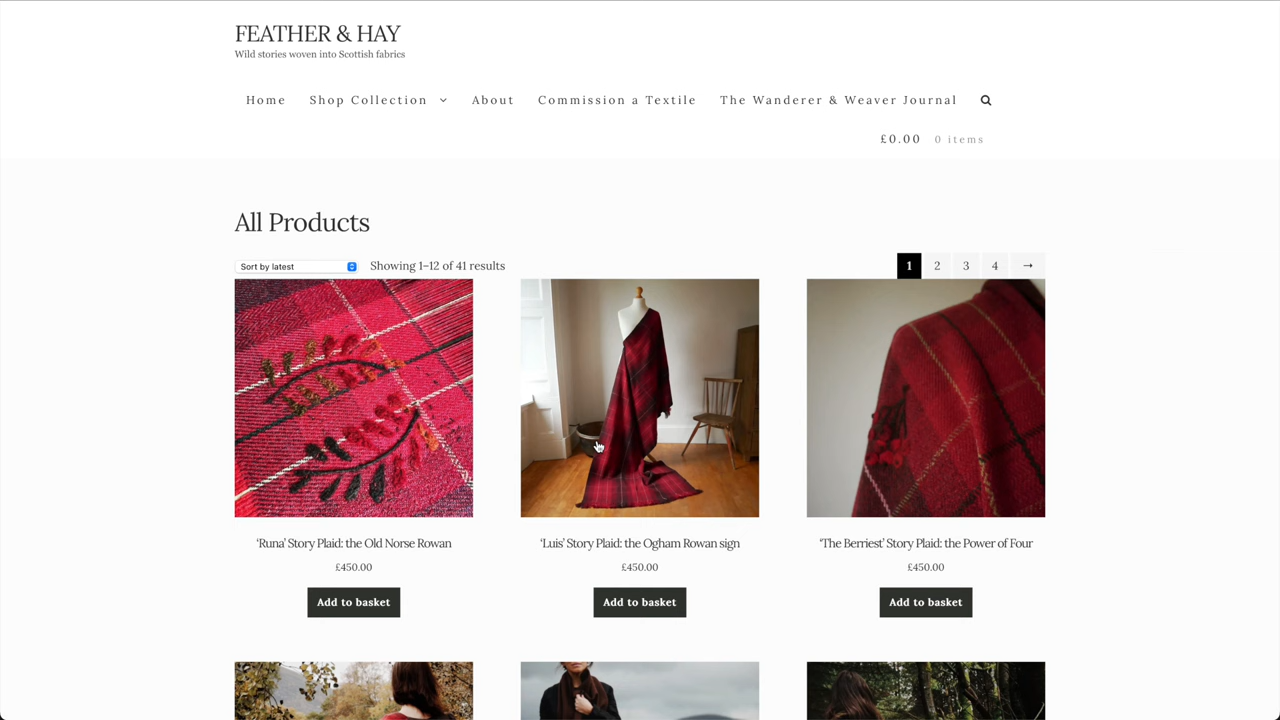 FEATHER & HAY
Wild stories woven into Scottish fabrics
Home Shop Collection About Commission a Textile The Wanderer & Weaver Journal
£0.00 0 items
All Products
Sort by latest Showing 1–12 of 41 results 1 2 3 4 →
‘Runa’ Story Plaid: the Old Norse Rowan
£450.00
Add to basket
‘Luis’ Story Plaid: the Ogham Rowan sign
£450.00
Add to basket
‘The Berriest’ Story Plaid: the Power of Four
£450.00
Add to basket